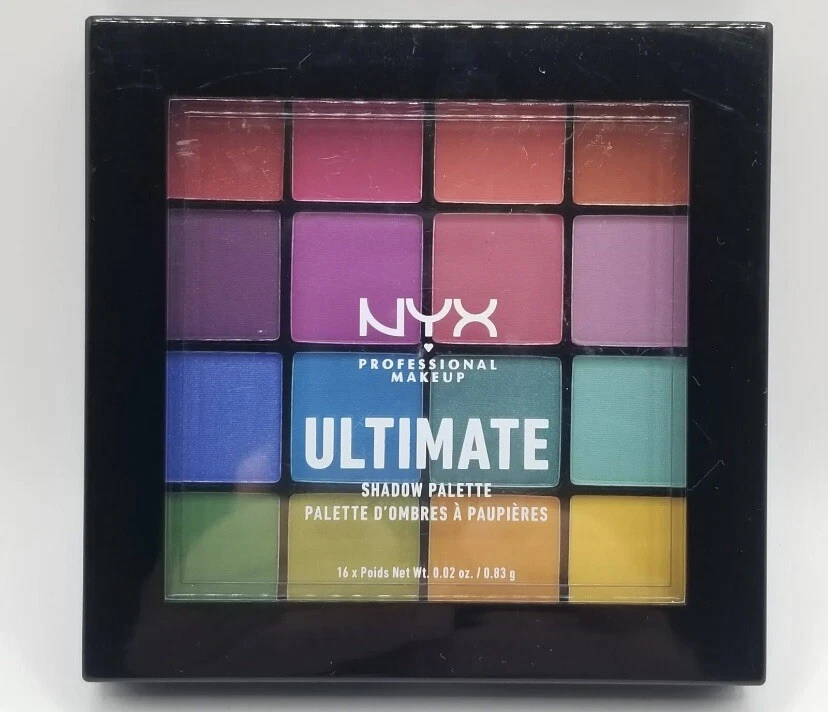 NYX
PROFESSIONAL
MAKEUP
ULTIMATE
SHADOW PALETTE
PALETTE D'OMBRES À PAUPIÈRES
16 x Poids Net Wt. 0.02 oz. / 0.83 g